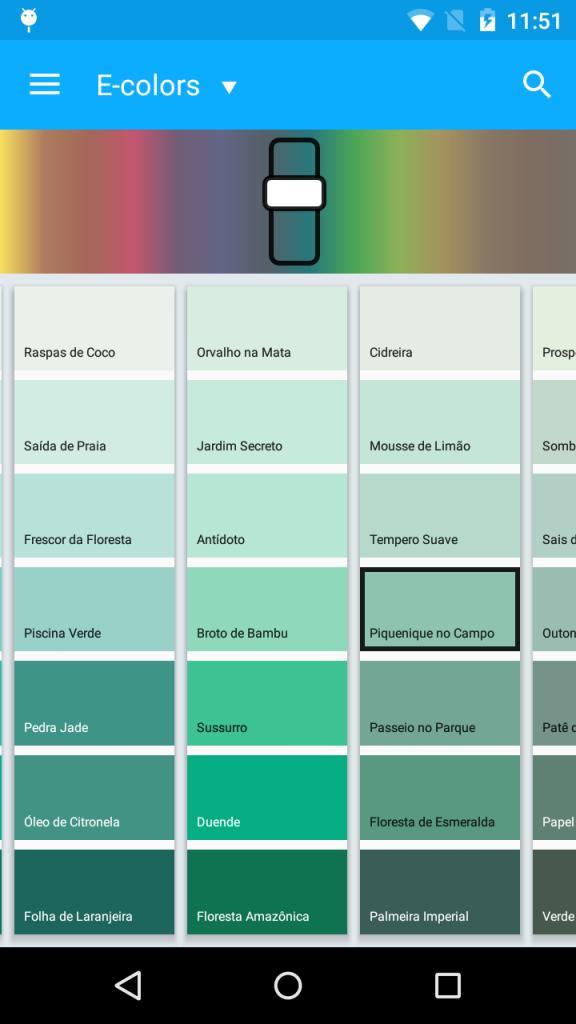 11:51
E-colors
Raspas de Coco
Orvalho na Mata
Cidreira
Prosp
Saída de Praia
Jardim Secreto
Mousse de Limão
Somb
Frescor da Floresta
Antídoto
Tempero Suave
Sais d
Piscina Verde
Broto de Bambu
Piquenique no Campo
Outon
Pedra Jade
Sussurro
Passeio no Parque
Patê d
Óleo de Citronela
Duende
Floresta de Esmeralda
Papel
Folha de Laranjeira
Floresta Amazônica
Palmeira Imperial
Verde